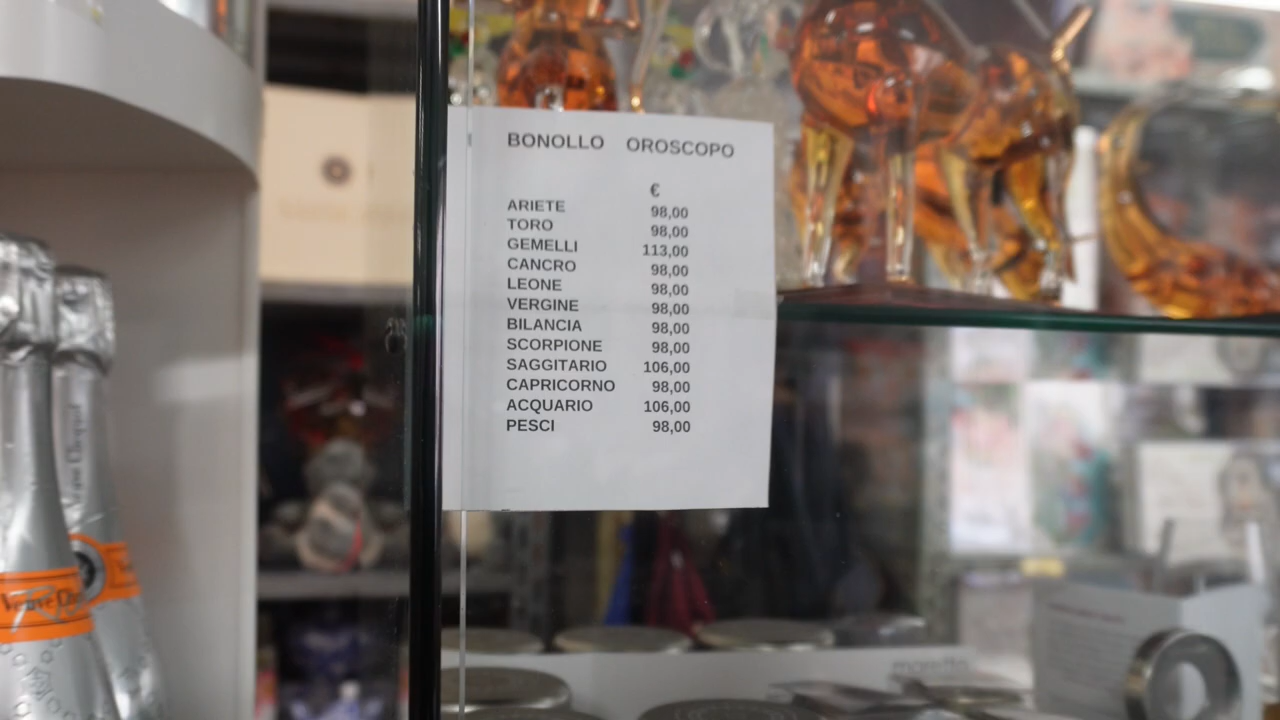 BONOLLO OROSCOPO
€
ARIETE 98,00
TORO 98,00
GEMELLI 113,00
CANCRO 98,00
LEONE 98,00
VERGINE 98,00
BILANCIA 98,00
SCORPIONE 98,00
SAGGITARIO 106,00
CAPRICORNO 98,00
ACQUARIO 106,00
PESCI 98,00
Veuve